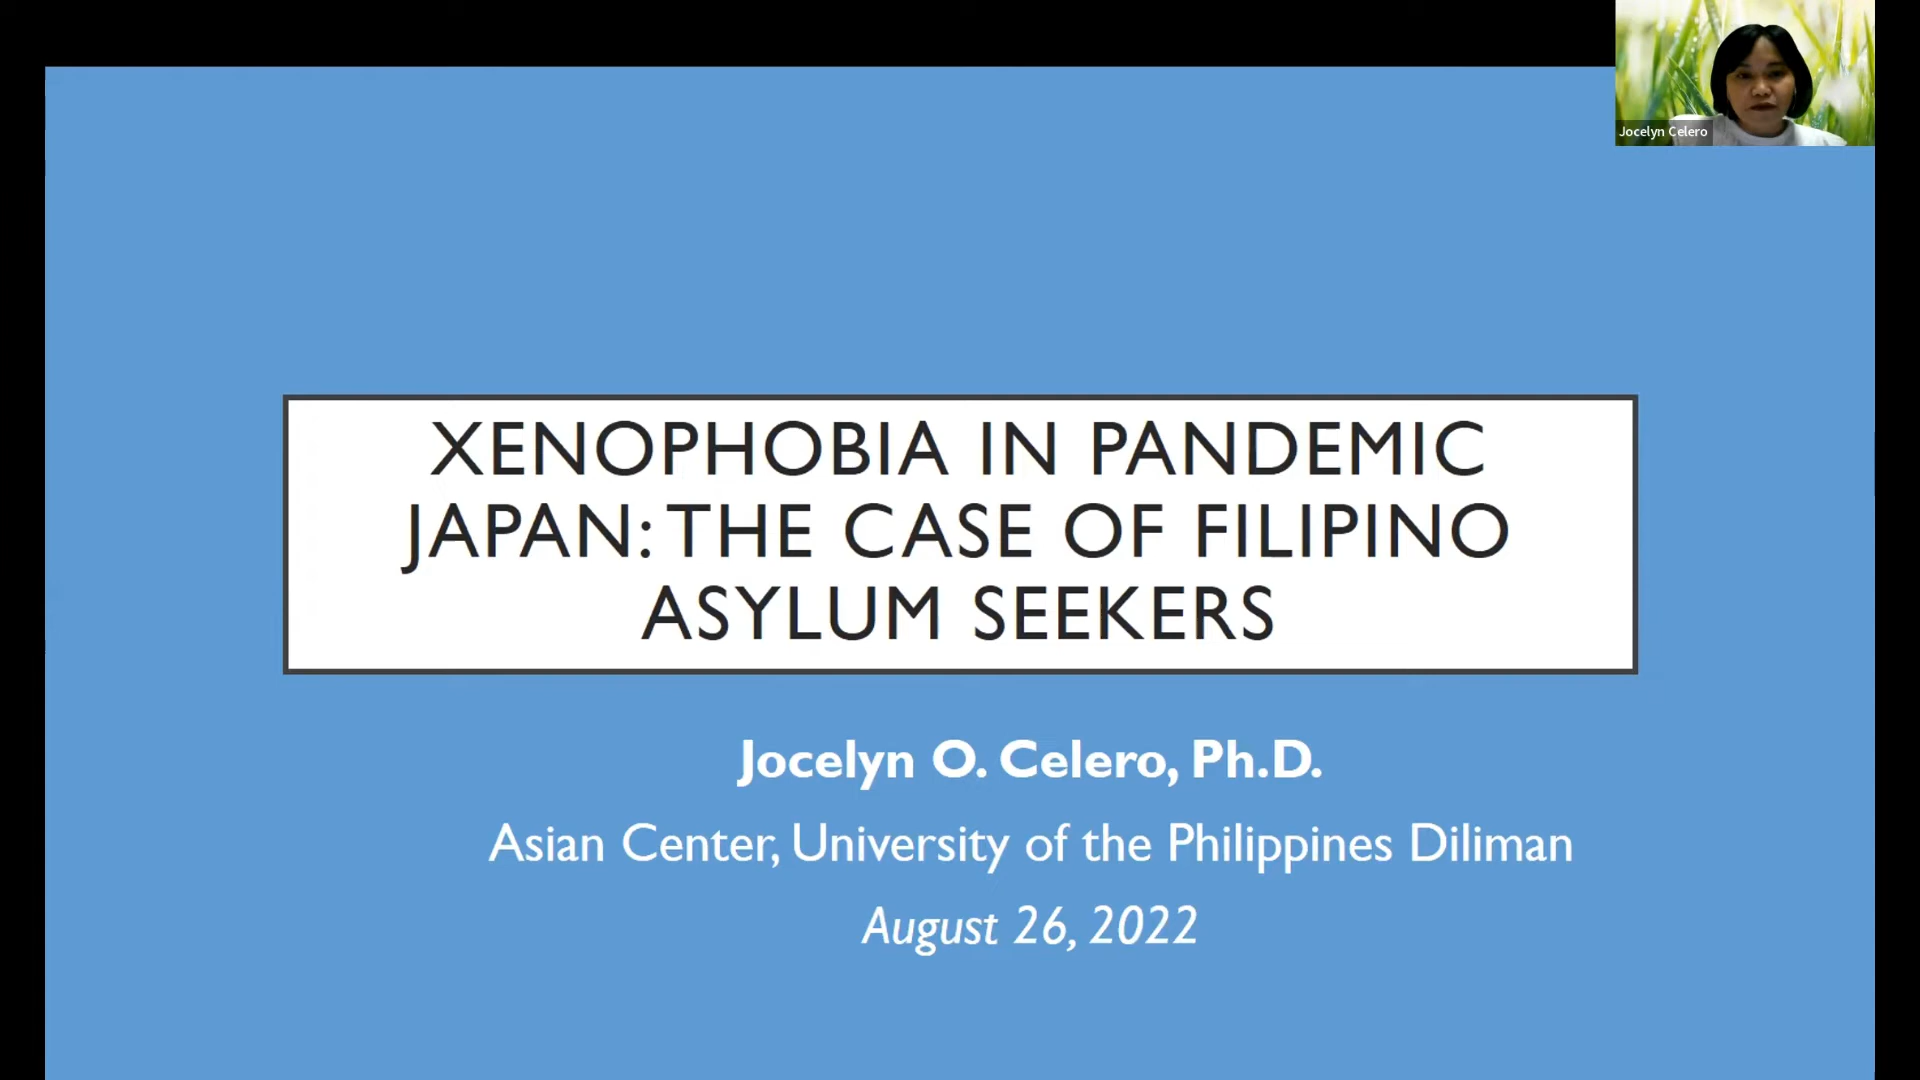 Jocelyn Celero
XENOPHOBIA IN PANDEMIC
JAPAN: THE CASE OF FILIPINO
ASYLUM SEEKERS
Jocelyn O. Celero, Ph.D.
Asian Center, University of the Philippines Diliman
August 26, 2022